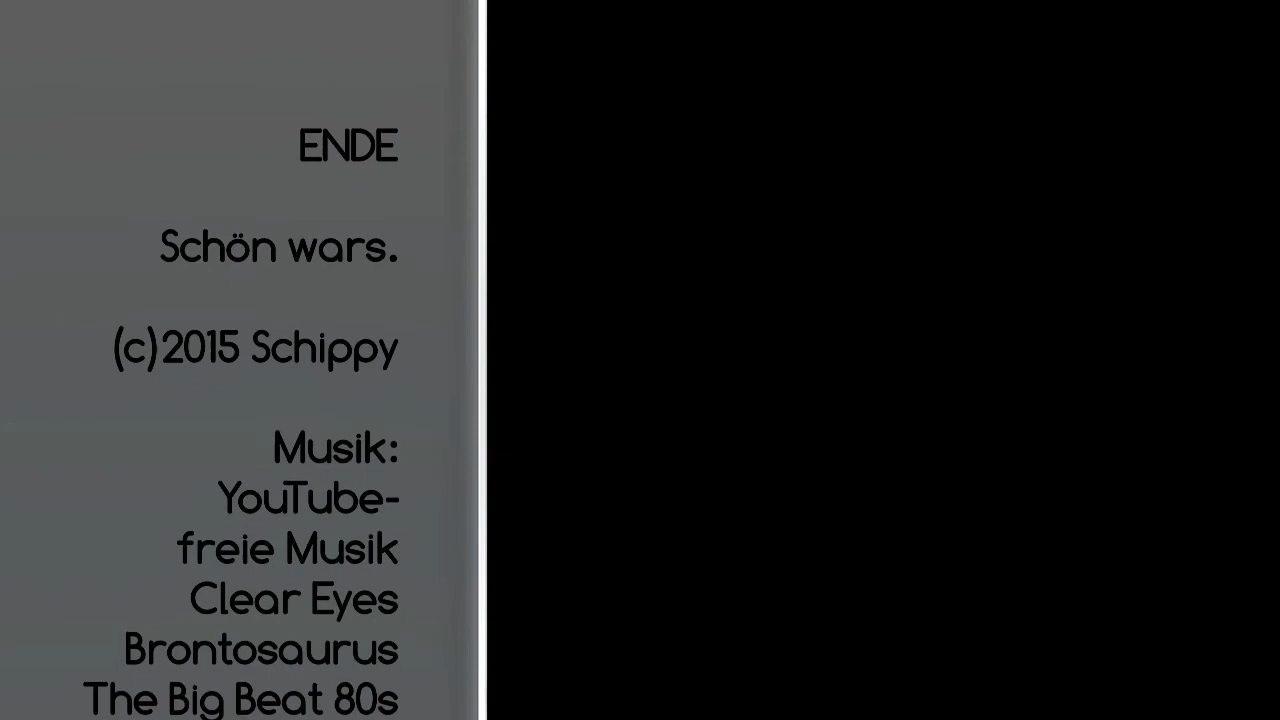 ENDE
Schön wars.
(c)2015 Schippy
Musik:
YouTube-
freie Musik
Clear Eyes
Brontosaurus
The Big Beat 80s